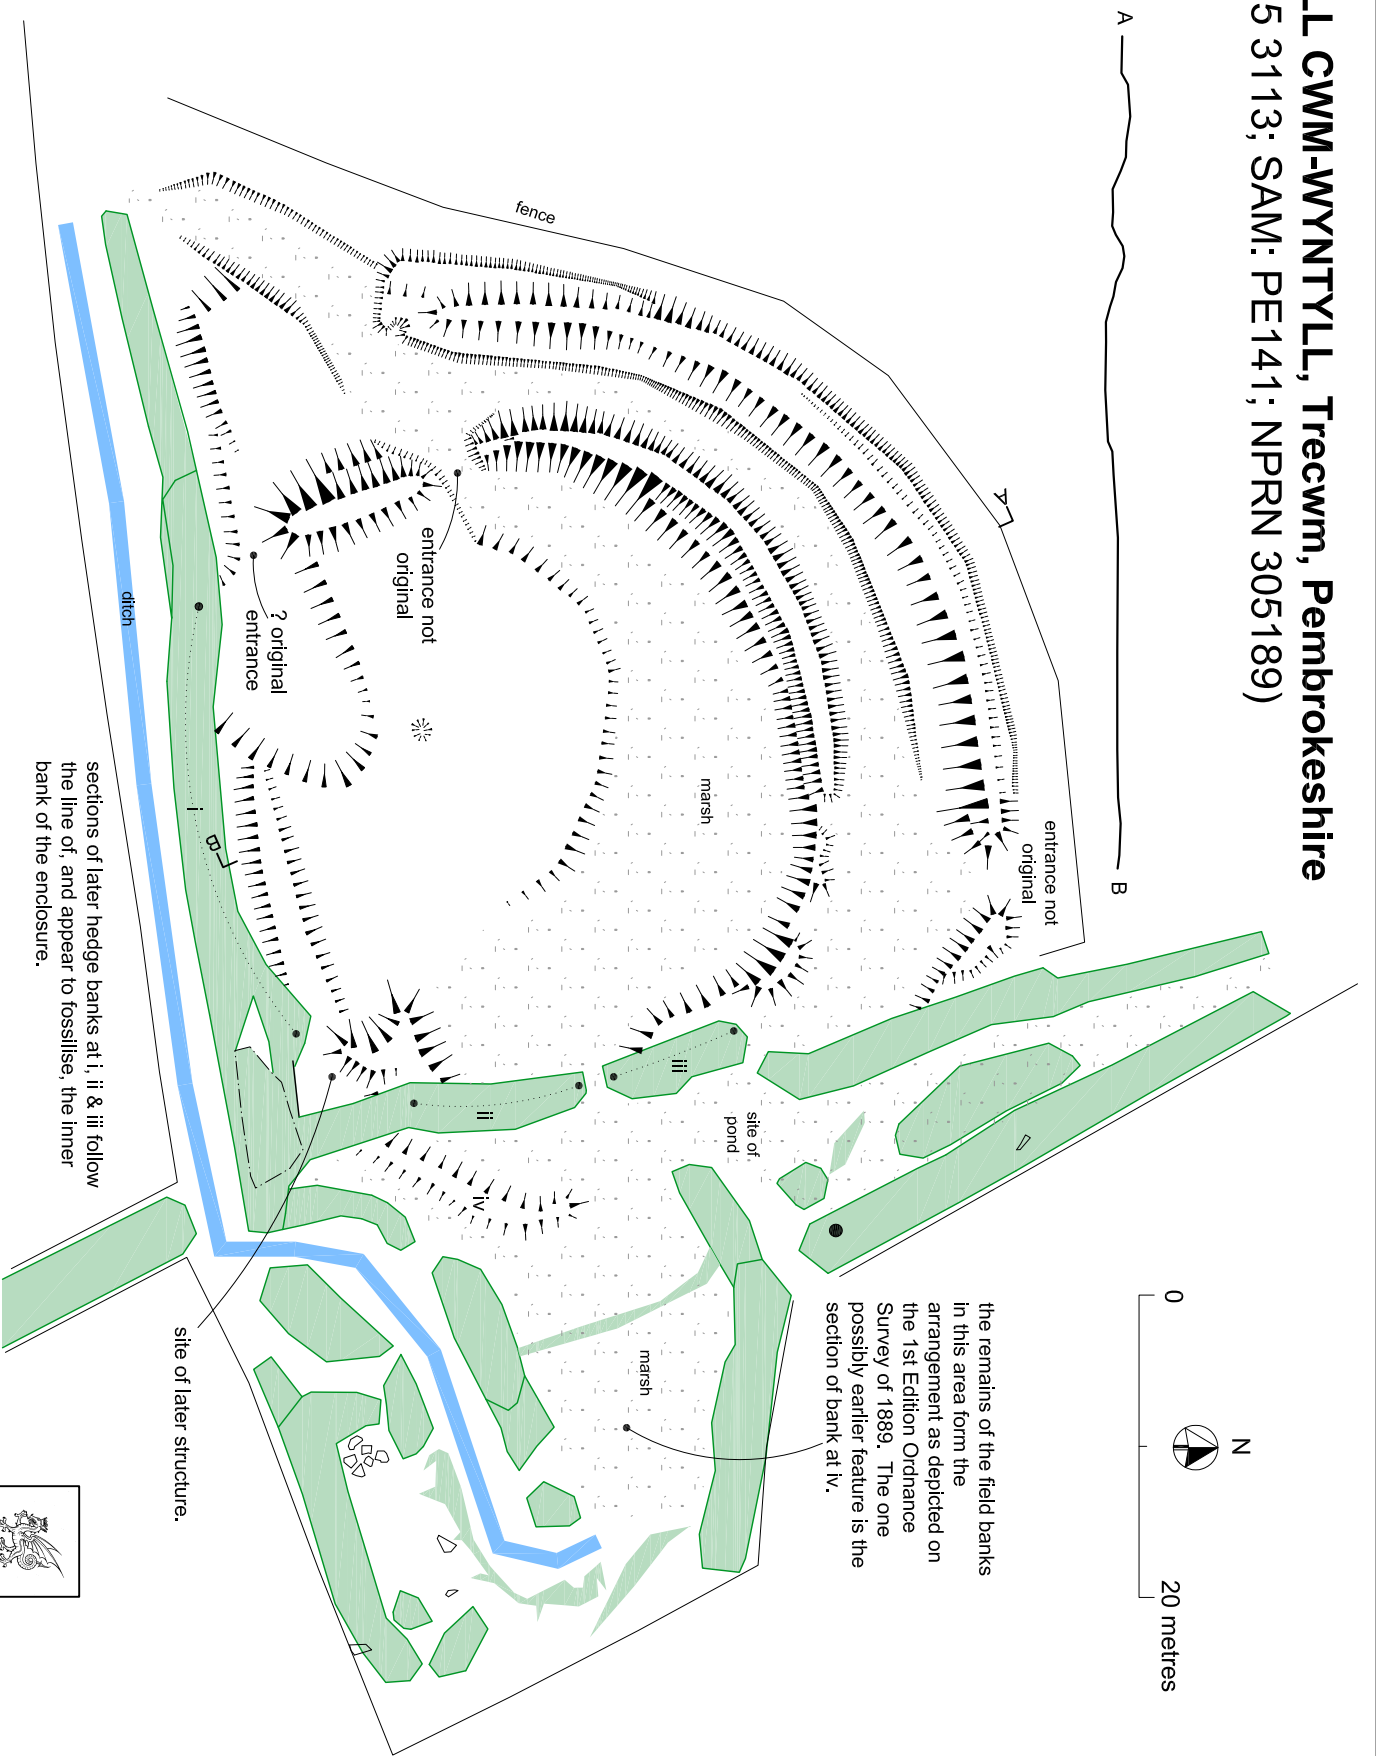 LL CWM-WYNTYLL, Trecwm, Pembrokeshire
5 3113; SAM: PE141; NPRN 305189)
A
B
0
20 metres
N
fence
A
entrance not
original
marsh
entrance not
original
? original
entrance
ditch
i
B
sections of later hedge banks at i, ii & iii follow
the line of, and appear to fossilise, the inner
bank of the enclosure.
iii
ii
site of
pond
iv
the remains of the field banks
in this area form the
arrangement as depicted on
the 1st Edition Ordnance
Survey of 1889. The one
possibly earlier feature is the
section of bank at iv.
marsh
site of later structure.